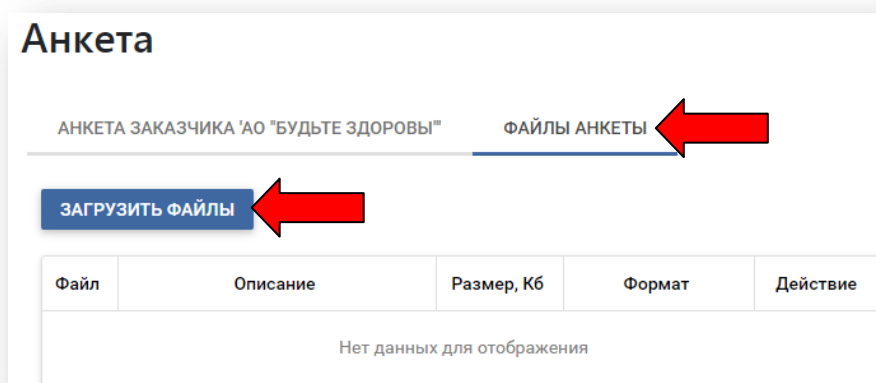 Анкета
АНКЕТА ЗАКАЗЧИКА 'АО "БУДЬТЕ ЗДОРОВЫ"' ФАЙЛЫ АНКЕТЫ
ЗАГРУЗИТЬ ФАЙЛЫ
Файл Описание Размер, Кб Формат Действие
Нет данных для отображения